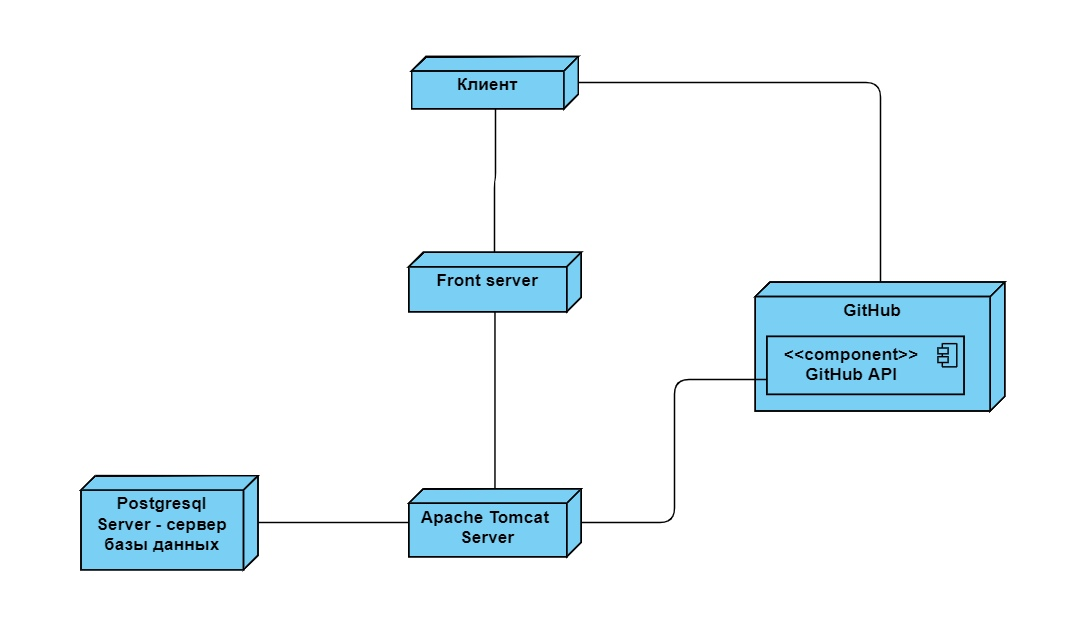 Клиент
Front server
GitHub
<<component>>
GitHub API
Postgresql
Server - сервер
базы данных
Apache Tomcat
Server